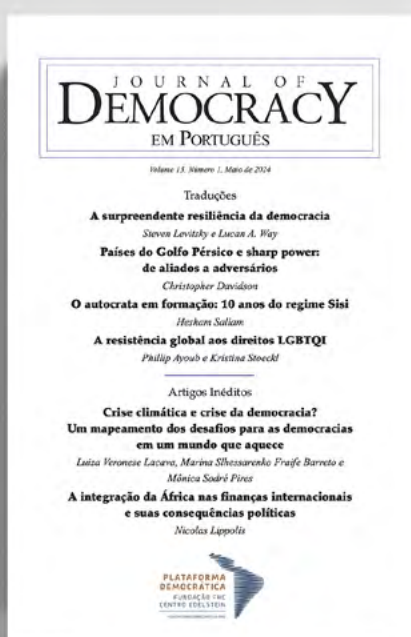 JOURNAL OF
DEMOCRACY
EM PORTUGUÊS
Volume 13, Número 1, Maio de 2024
Traduções
A surpreendente resiliência da democracia
Steven Levitsky e Lucan A. Way
Países do Golfo Pérsico e sharp power:
de aliados a adversários
Christopher Davidson
O autocrata em formação: 10 anos do regime Sisi
Hesham Sallam
A resistência global aos direitos LGBTQI
Phillip Ayoub e Kristina Stoeckl
Artigos Inéditos
Crise climática e crise da democracia?
Um mapeamento dos desafios para as democracias
em um mundo que aquece
Luiza Veronese Lacava, Marina Slhessarenko Fraife Barreto e
Mônica Sodré Pires
A integração da África nas finanças internacionais
e suas consequências políticas
Nicolas Lippolis
PLATAFORMA
DEMOCRÁTICA
FUNDAÇÃO FHC
CENTRO EDELSTEIN